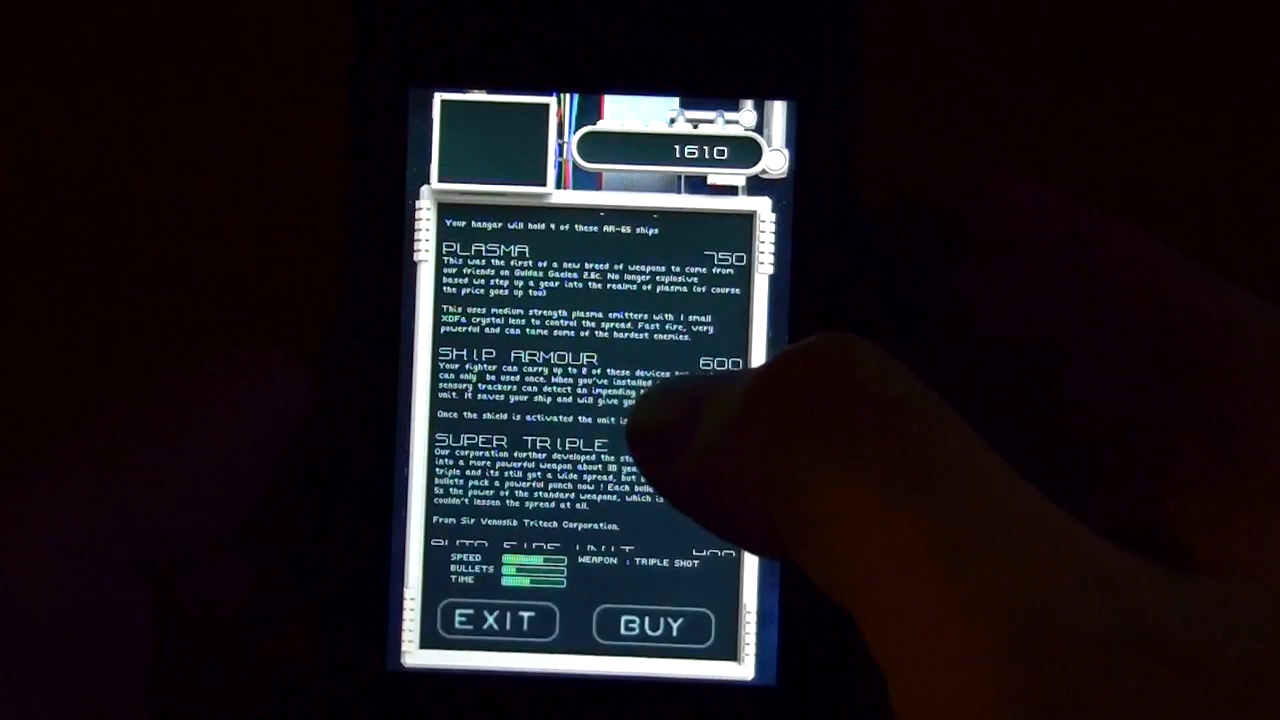 1610
Your hangar will hold 4 of these AR-65 ships
PLASMA 750
This was the first of a new breed of weapons to come from
our friends on Guldax Gaelea 2.6c. No longer explosive
based we step up a gear into the realms of plasma (of course
the price goes up too)
This uses medium strength plasma emitters with 1 small
XDFa crystal lens to control the spread. Fast fire, very
powerful and can tame some of the hardest enemies.
SHIP ARMOUR 600
Your fighter can carry up to 2 of these devices
can only be used once. When you've installed
sensory trackers can detect an impending
unit. It saves your ship and will give
Once the shield is activated the unit
SUPER TRIPLE
Our corporation further developed the
into a more powerful weapon about 30
triple and its still got a wide spread, but
bullets pack a powerful punch now ! Each
5x the power of the standard weapons, which
couldn't lessen the spread at all.
From Sir Venuslib Tritech Corporation.
AUTO FIRE UNIT 400
SPEED WEAPON : TRIPLE SHOT
BULLETS
TIME
EXIT BUY